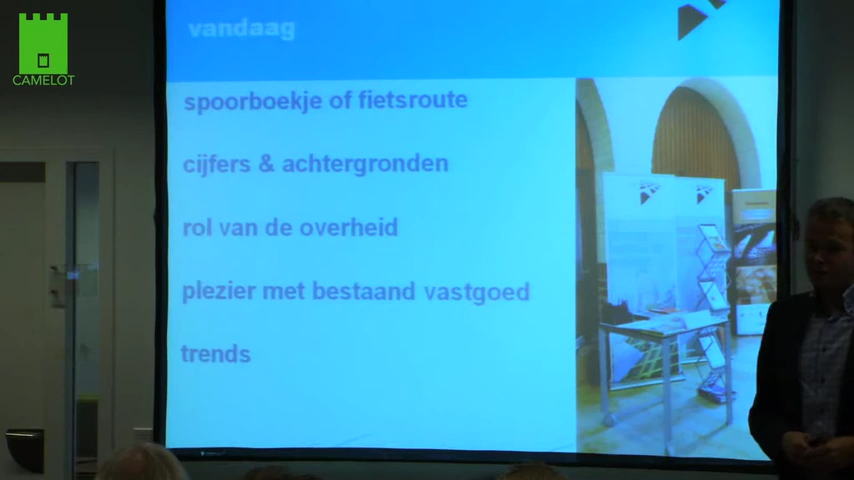 CAMELOT
vandaag
spoorboekje of fietsroute
cijfers & achtergronden
rol van de overheid
plezier met bestaand vastgoed
trends